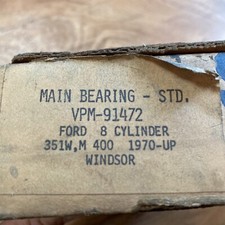 MAIN BEARING - STD.
VPM-91472
FORD 8 CYLINDER
351W,M 400 1970-UP
WINDSOR